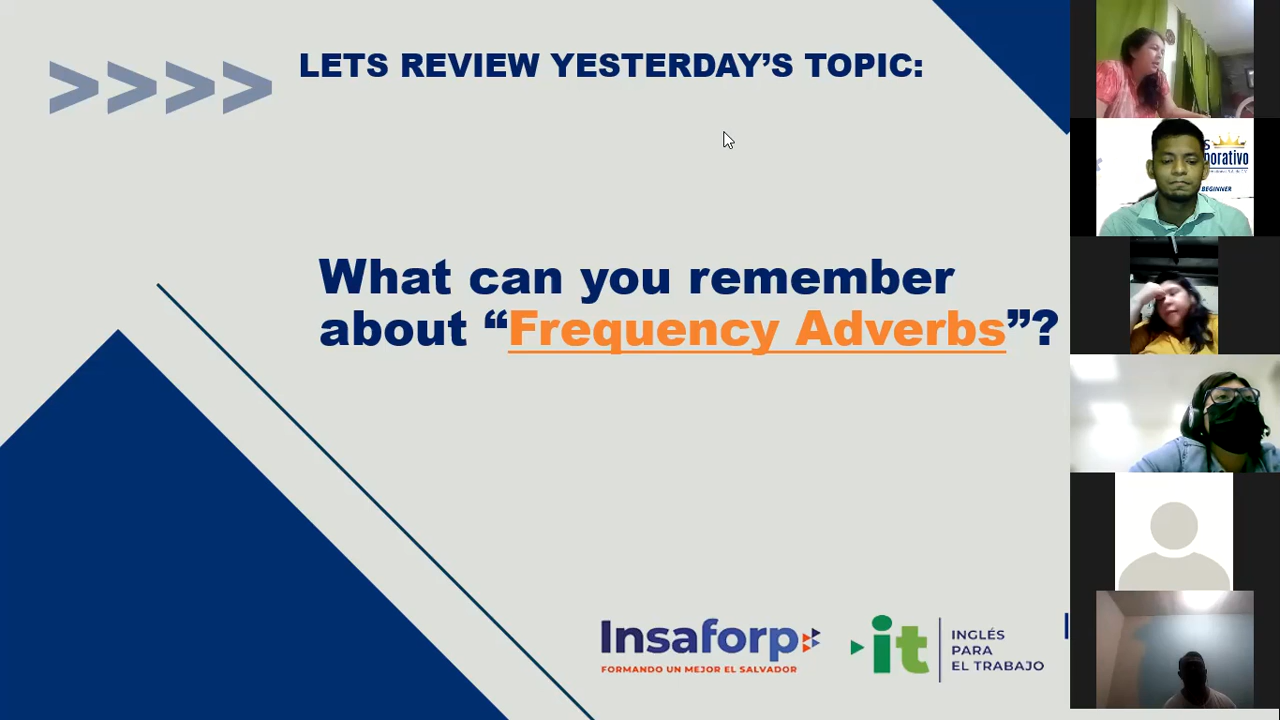 >>>>
LETS REVIEW YESTERDAY’S TOPIC:
What can you remember
about “Frequency Adverbs”?
Insaforp
FORMANDO UN MEJOR EL SALVADOR
it
INGLÉS
PARA
EL TRABAJO
BEGINNER